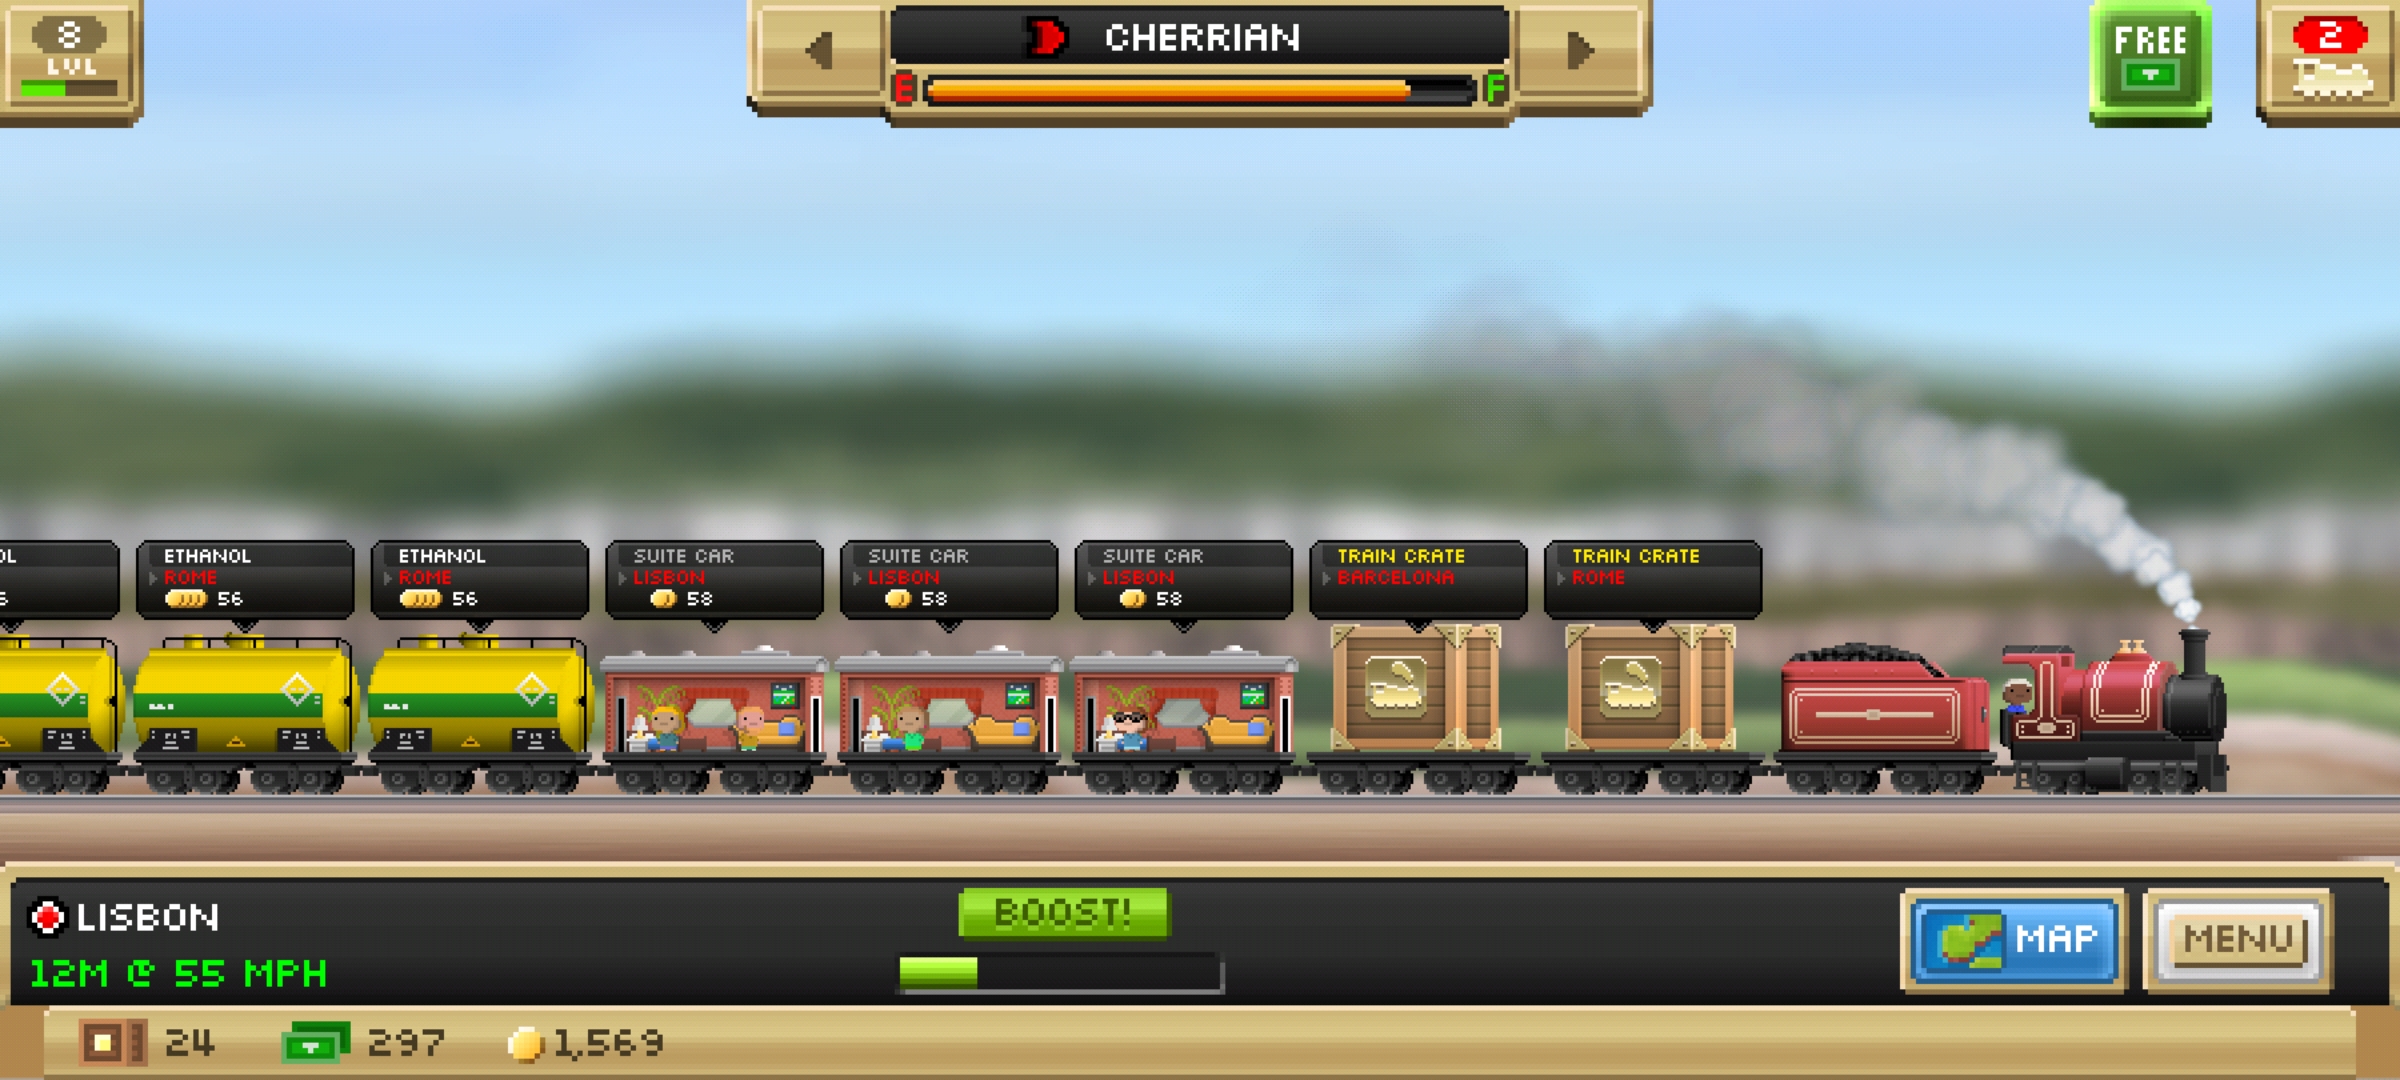 8
LVL
CHERRIAN
E
F
FREE
2
OL
ETHANOL
ROME
56
ETHANOL
ROME
56
SUITE CAR
LISBON
58
SUITE CAR
LISBON
58
SUITE CAR
LISBON
58
TRAIN CRATE
BARCELONA
TRAIN CRATE
ROME
LISBON
12M @ 55 MPH
BOOST!
MAP
MENU
24
297
1,569